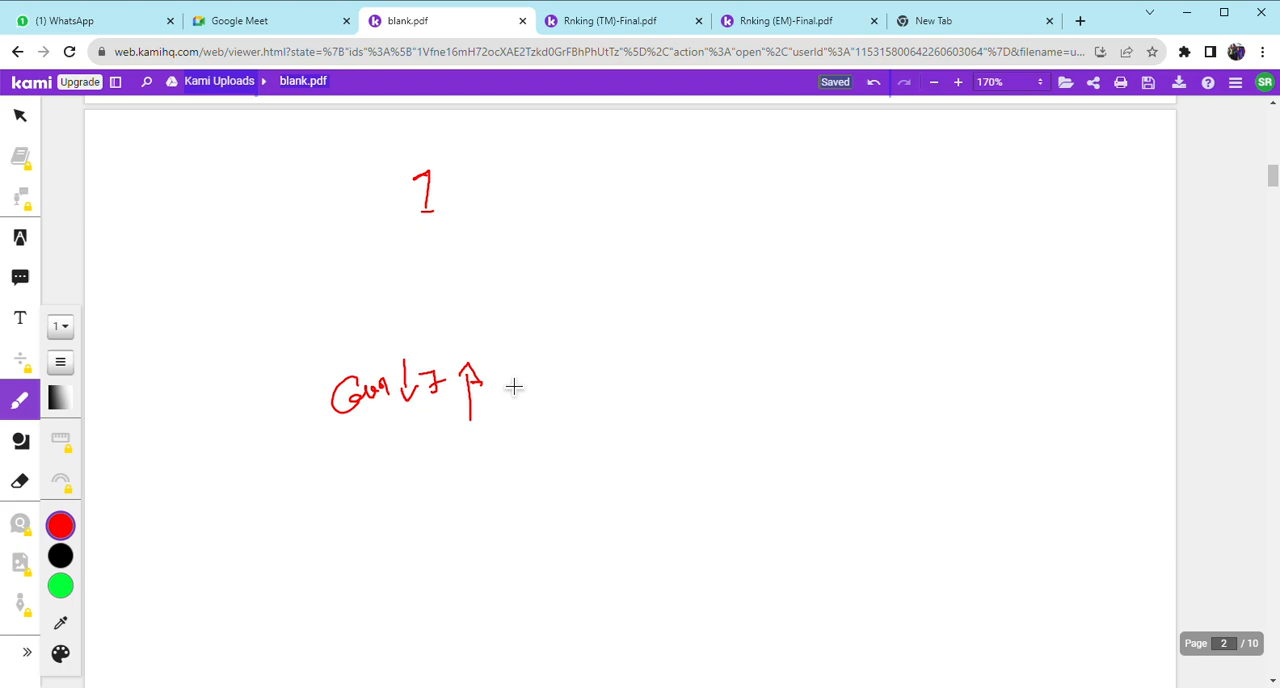 (1) WhatsApp
Google Meet
blank.pdf
Rnking (TM)-Final.pdf
Rnking (EM)-Final.pdf
New Tab
web.kamihq.com/web/viewer.html?state=%7B"ids"%3A%5B"1Vfne16mH72ocXAE2Tzkd0GrFBhPhUtTz"%5D%2C"action"%3A"open"%2C"userId"%3A"115315800642260603064"%7D&filename=u...
kami Upgrade Kami Uploads blank.pdf Saved 170% SR
1
↓ 7 ↑
1
Page 2 / 10